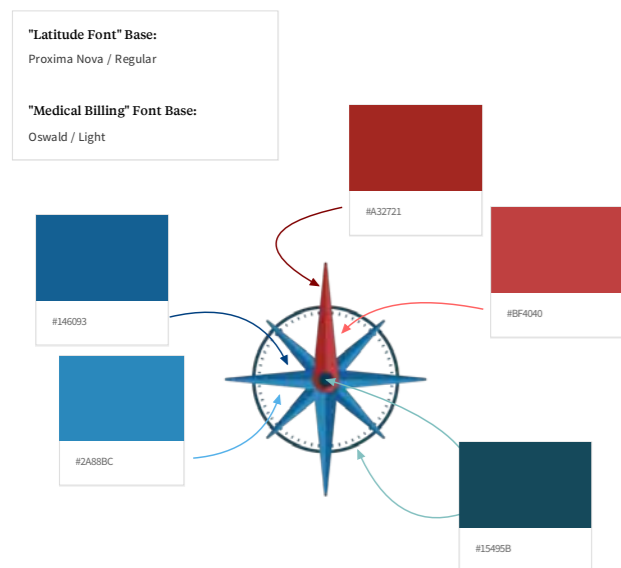 "Latitude Font" Base:
Proxima Nova / Regular
"Medical Billing" Font Base:
Oswald / Light
#A32721
#146093
#BF4040
#2A88BC
#15495B